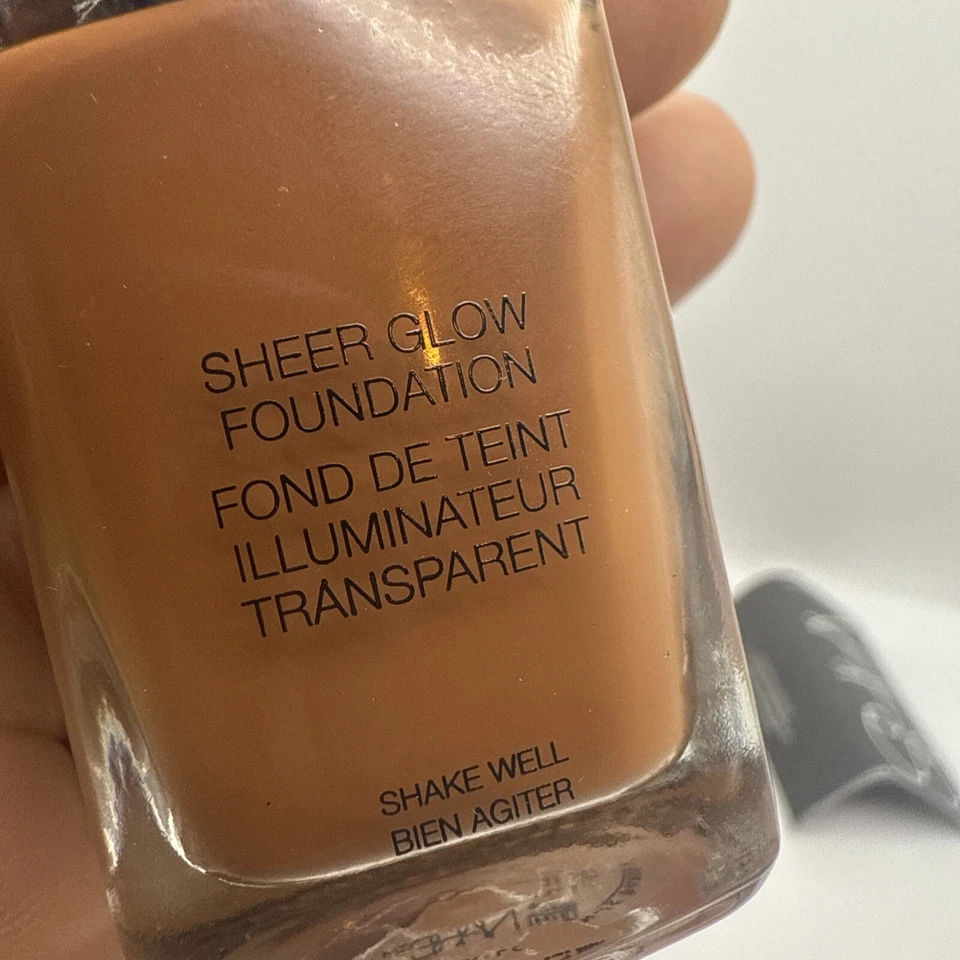 SHEER GLOW
FOUNDATION
FOND DE TEINT
ILLUMINATEUR
TRANSPARENT
SHAKE WELL
BIEN AGITER